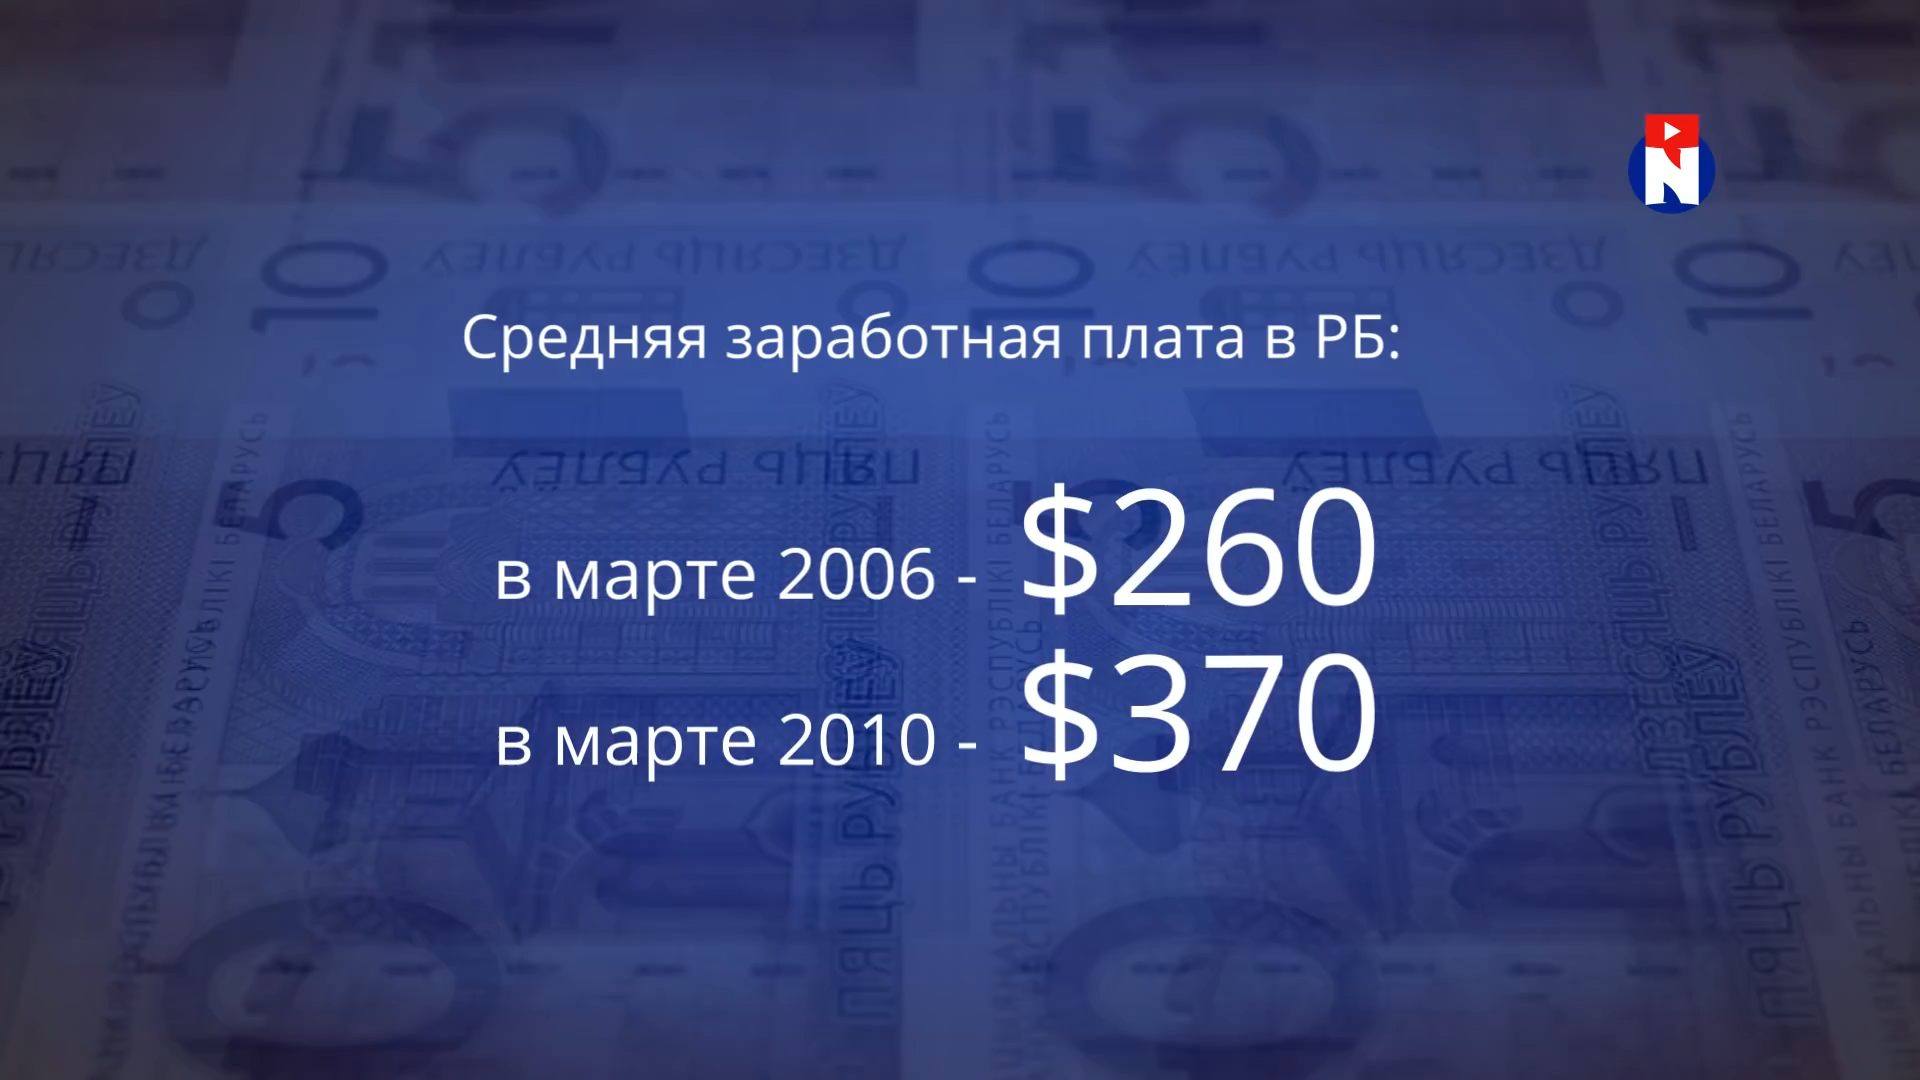 Средняя заработная плата в РБ:
в марте 2006 - $260
в марте 2010 - $370